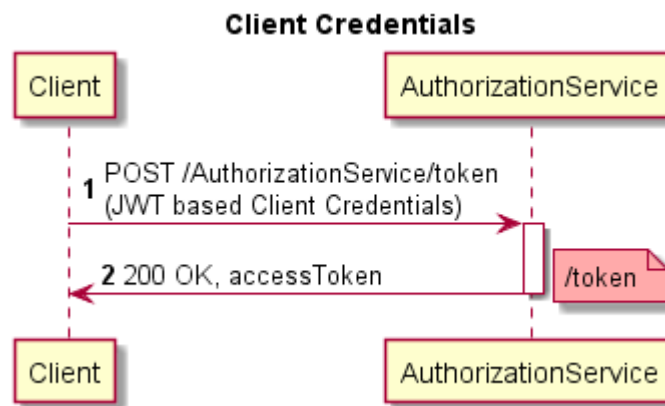 Client Credentials
Client
AuthorizationService
1 POST /AuthorizationService/token
(JWT based Client Credentials)
2 200 OK, accessToken
/token
Client
AuthorizationService